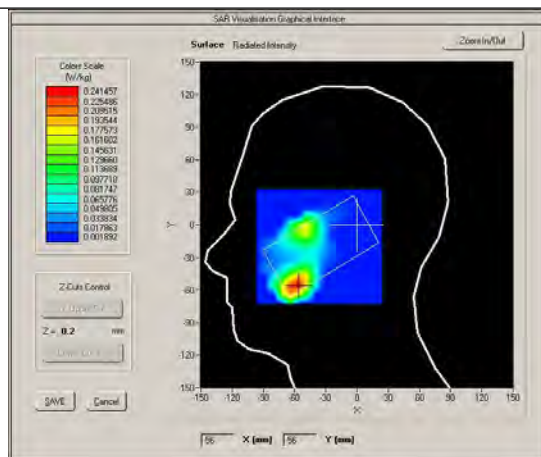 SAR Visualisation Graphical Interface
Surface Radiated Intensity
Zoom In/Out
Colors Scale
(W/kg)
0.241457
0.225486
0.209515
0.193544
0.177573
0.161602
0.145631
0.129660
0.113689
0.097718
0.081747
0.065776
0.049805
0.033834
0.017863
0.001892
150
120
90
60
30
0
-30
-60
-90
-120
-150
Y
-150 -120 -90 -60 -30 0 30 60 90 120 150
X
Z-Cuts Control
Z = 0.2 mm
SAVE Cancel
56 X (mm) 56 Y (mm)